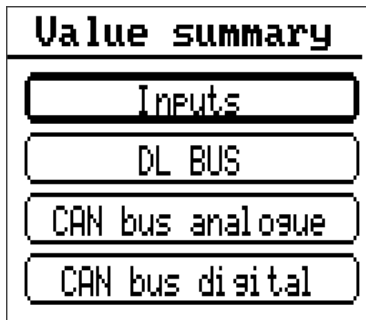 Value summary
Inputs
DL BUS
CAN bus analogue
CAN bus digital